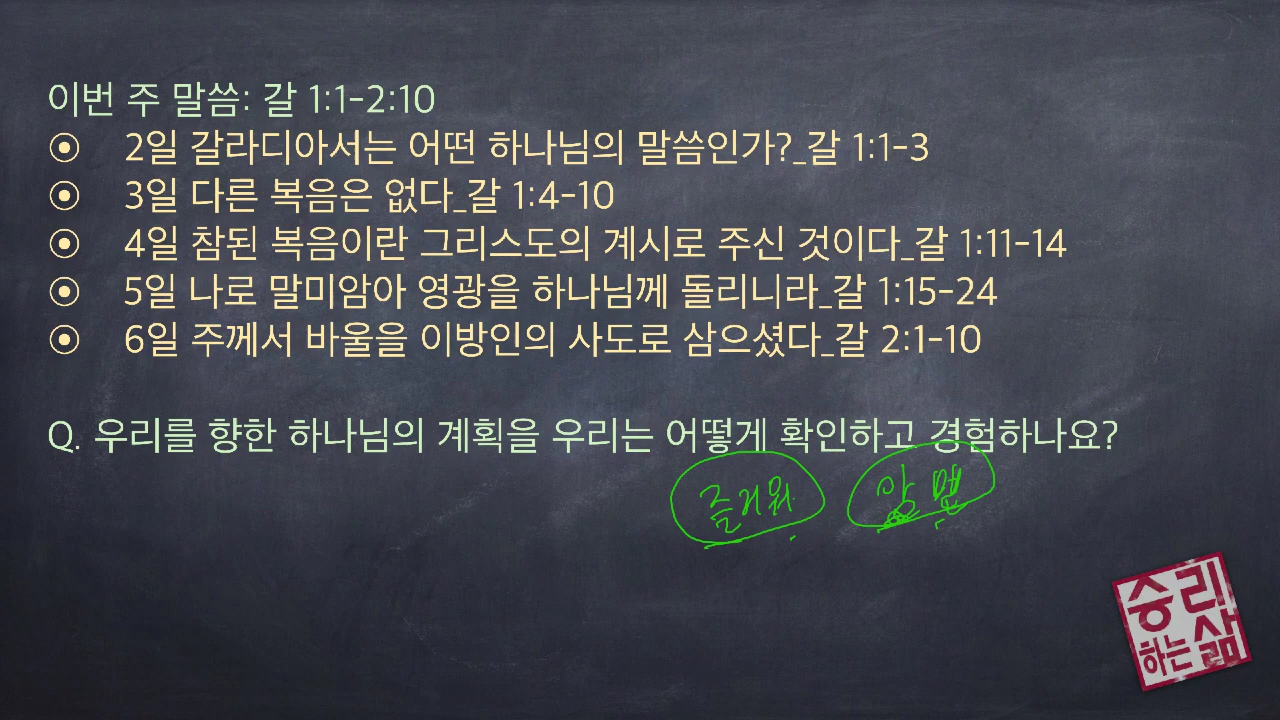 이번 주 말씀: 갈 1:1-2:10
⦿ 2일 갈라디아서는 어떤 하나님의 말씀인가?_갈 1:1-3
⦿ 3일 다른 복음은 없다_갈 1:4-10
⦿ 4일 참된 복음이란 그리스도의 계시로 주신 것이다_갈 1:11-14
⦿ 5일 나로 말미암아 영광을 하나님께 돌리니라_갈 1:15-24
⦿ 6일 주께서 바울을 이방인의 사도로 삼으셨다_갈 2:1-10
Q. 우리를 향한 하나님의 계획을 우리는 어떻게 확인하고 경험하나요?
즐거워
승리
하는 삶